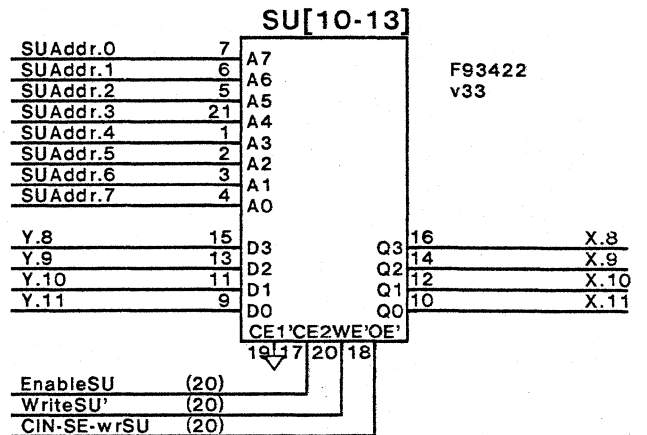 SU[10-13]
SUAddr.0 7 A7
SUAddr.1 6 A6
SUAddr.2 5 A5
SUAddr.3 21 A4
SUAddr.4 1 A3
SUAddr.5 2 A2
SUAddr.6 3 A1
SUAddr.7 4 A0
F93422
v33
Y.8 15 D3 Q3 16 X.8
Y.9 13 D2 Q2 14 X.9
Y.10 11 D1 Q1 12 X.10
Y.11 9 D0 Q0 10 X.11
CE1'CE2WE'OE'
19 17 20 18
EnableSU (20)
WriteSU' (20)
CIN-SE-wrSU (20)